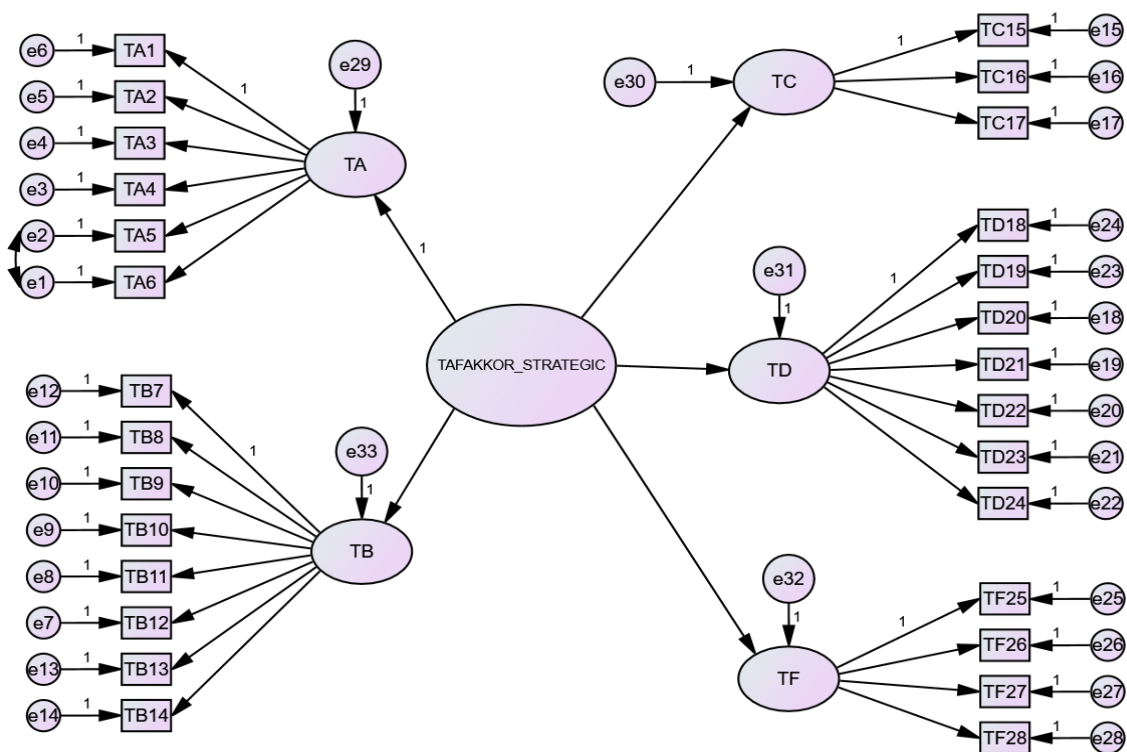 e6 1 TA1
e5 1 TA2
e4 1 TA3
e3 1 TA4
e2 1 TA5
e1 1 TA6
1
e29
1
TA
1
e12 1 TB7
e11 1 TB8
e10 1 TB9
e9 1 TB10
e8 1 TB11
e7 1 TB12
e13 1 TB13
e14 1 TB14
1
e33
1
TB
TAFAKKOR_STRATEGIC
e30 1 TC
1
TC15 1 e15
TC16 1 e16
TC17 1 e17
e31
1
TD
1
TD18 1 e24
TD19 1 e23
TD20 1 e18
TD21 1 e19
TD22 1 e20
TD23 1 e21
TD24 1 e22
e32
1
TF
1
TF25 1 e25
TF26 1 e26
TF27 1 e27
TF28 1 e28